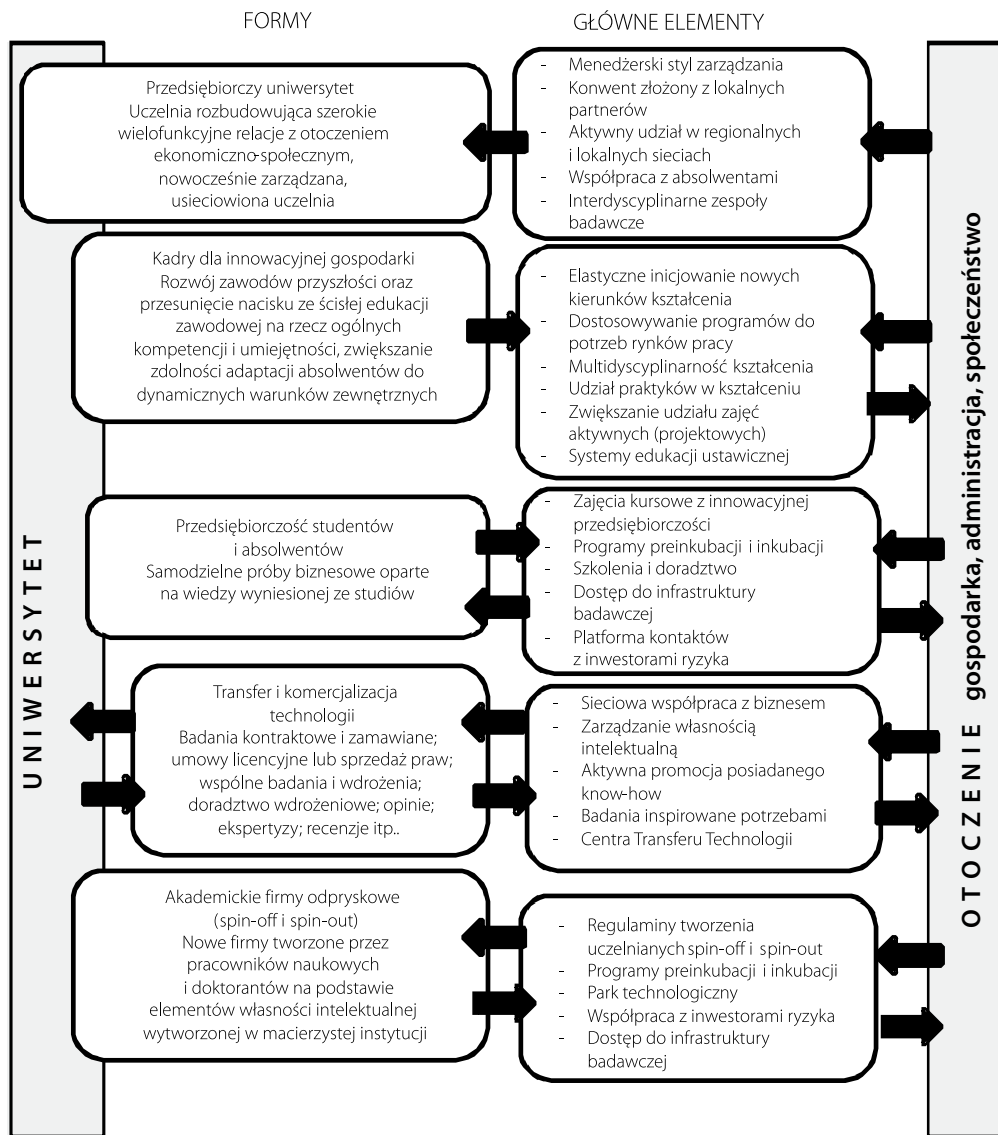 FORMY
GŁÓWNE ELEMENTY
UNIWERSYTET
Przedsiębiorczy uniwersytet
Uczelnia rozbudowująca szerokie
wielofunkcyjne relacje z otoczeniem
ekonomiczno-społecznym,
nowocześnie zarządzana,
usieciowiona uczelnia
- Menedżerski styl zarządzania
- Konwent złożony z lokalnych
partnerów
- Aktywny udział w regionalnych
i lokalnych sieciach
- Współpraca z absolwentami
- Interdyscyplinarne zespoły
badawcze
Kadry dla innowacyjnej gospodarki
Rozwój zawodów przyszłości oraz
przesunięcie nacisku ze ścisłej edukacji
zawodowej na rzecz ogólnych
kompetencji i umiejętności, zwiększanie
zdolności adaptacji absolwentów do
dynamicznych warunków zewnętrznych
- Elastyczne inicjowanie nowych
kierunków kształcenia
- Dostosowywanie programów do
potrzeb rynków pracy
- Multidyscyplinarność kształcenia
- Udział praktyków w kształceniu
- Zwiększanie udziału zajęć
aktywnych (projektowych)
- Systemy edukacji ustawicznej
Przedsiębiorczość studentów
i absolwentów
Samodzielne próby biznesowe oparte
na wiedzy wyniesionej ze studiów
- Zajęcia kursowe z innowacyjnej
przedsiębiorczości
- Programy preinkubacji i inkubacji
- Szkolenia i doradztwo
- Dostęp do infrastruktury
badawczej
- Platforma kontaktów
z inwestorami ryzyka
Transfer i komercjalizacja
technologii
Badania kontraktowe i zamawiane;
umowy licencyjne lub sprzedaż praw;
wspólne badania i wdrożenia;
doradztwo wdrożeniowe; opinie;
ekspertyzy; recenzje itp..
- Sieciowa współpraca z biznesem
- Zarządzanie własnością
intelektualną
- Aktywna promocja posiadanego
know-how
- Badania inspirowane potrzebami
- Centra Transferu Technologii
Akademickie firmy odpryskowe
(spin-off i spin-out)
Nowe firmy tworzone przez
pracowników naukowych
i doktorantów na podstawie
elementów własności intelektualnej
wytworzonej w macierzystej instytucji
- Regulaminy tworzenia
uczelnianych spin-off i spin-out
- Programy preinkubacji i inkubacji
- Park technologiczny
- Współpraca z inwestorami ryzyka
- Dostęp do infrastruktury
badawczej
OTOCZENIE gospodarka, administracja, społeczeństwo